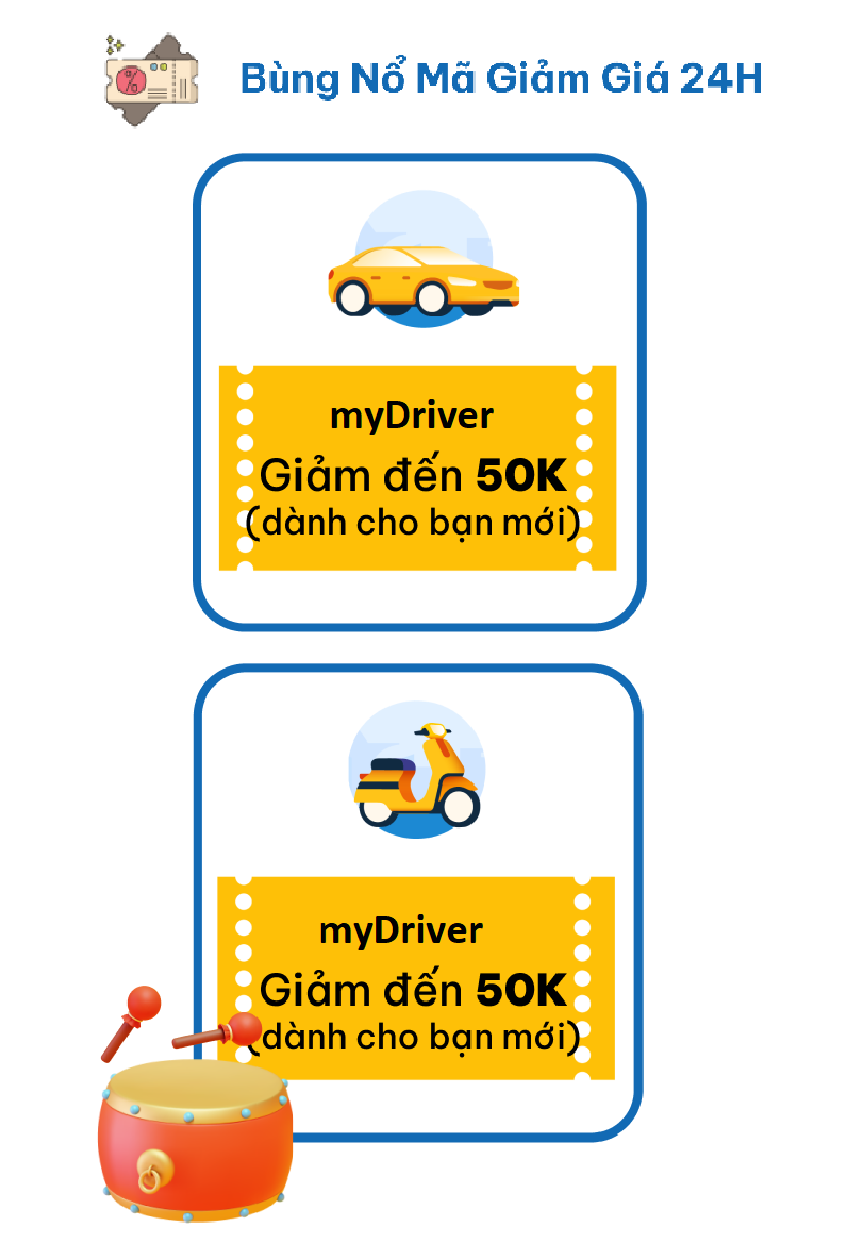 Bùng Nổ Mã Giảm Giá 24H
myDriver
Giảm đến 50K
(dành cho bạn mới)
myDriver
Giảm đến 50K
(dành cho bạn mới)